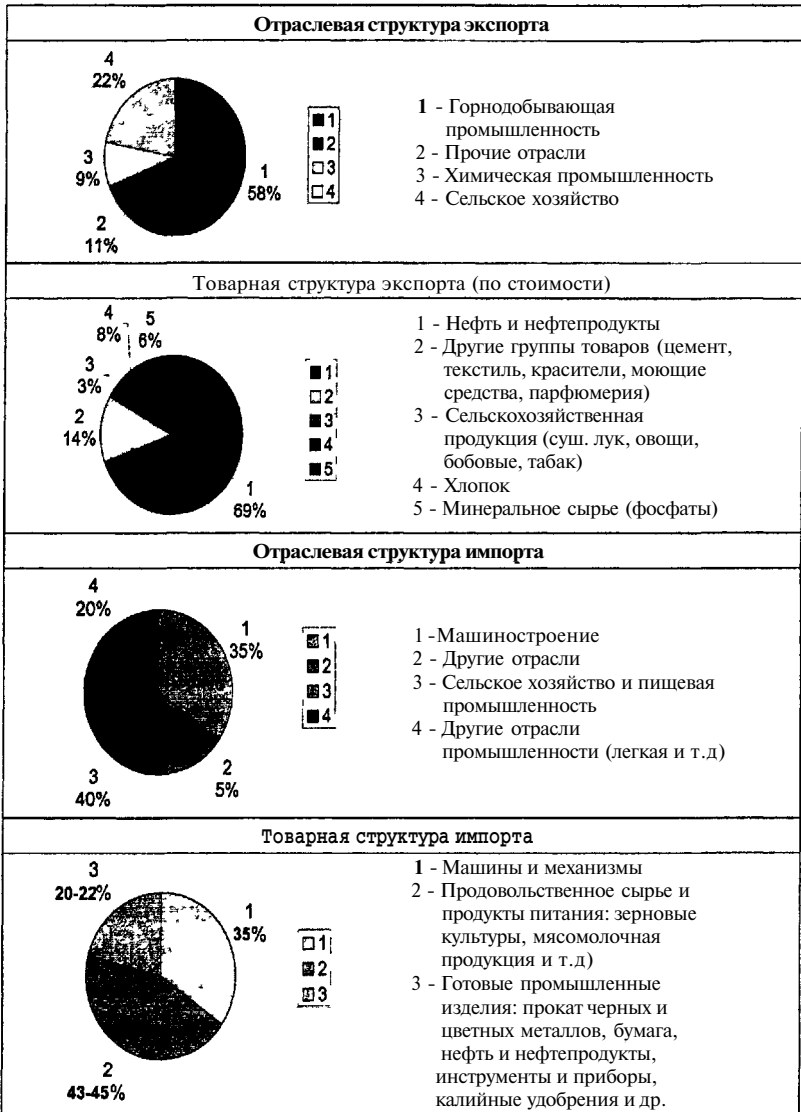 Отраслевая структура экспорта
4
22%
3
9%
2
11%
1
58%
1
2
3
4
1 - Горнодобывающая
промышленность
2 - Прочие отрасли
3 - Химическая промышленность
4 - Сельское хозяйство
Товарная структура экспорта (по стоимости)
4
8%
5
6%
3
3%
2
14%
1
69%
1
2
3
4
5
1 - Нефть и нефтепродукты
2 - Другие группы товаров (цемент,
текстиль, красители, моющие
средства, парфюмерия)
3 - Сельскохозяйственная
продукция (суш. лук, овощи,
бобовые, табак)
4 - Хлопок
5 - Минеральное сырье (фосфаты)
Отраслевая структура импорта
4
20%
1
35%
3
40%
2
5%
1
2
3
4
1 -Машиностроение
2 - Другие отрасли
3 - Сельское хозяйство и пищевая
промышленность
4 - Другие отрасли
промышленности (легкая и т.д)
Товарная структура импорта
3
20-22%
1
35%
2
43-45%
1
2
3
1 - Машины и механизмы
2 - Продовольственное сырье и
продукты питания: зерновые
культуры, мясомолочная
продукция и т.д)
3 - Готовые промышленные
изделия: прокат черных и
цветных металлов, бумага,
нефть и нефтепродукты,
инструменты и приборы,
калийные удобрения и др.